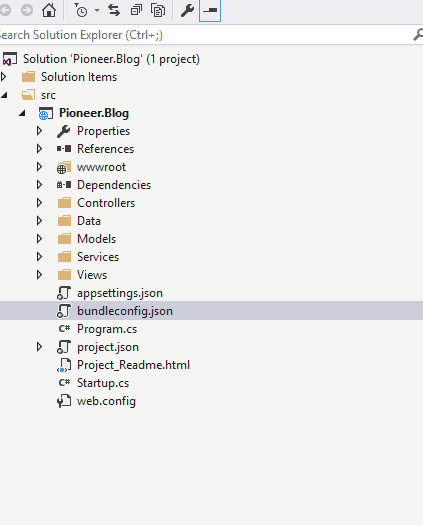 Search Solution Explorer (Ctrl+;)
Solution 'Pioneer.Blog' (1 project)
Solution Items
src
Pioneer.Blog
Properties
References
wwwroot
Dependencies
Controllers
Data
Models
Services
Views
appsettings.json
bundleconfig.json
C# Program.cs
project.json
Project_Readme.html
C# Startup.cs
web.config